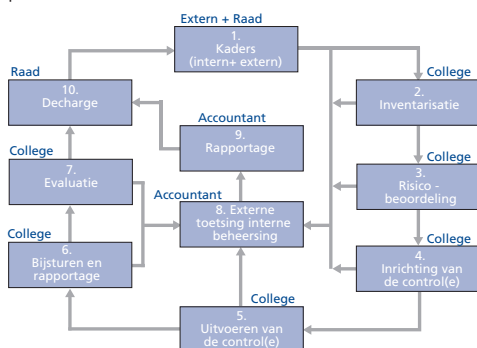 Extern + Raad
1.
Kaders
(intern+ extern)
College
2.
Inventarisatie
College
3.
Risico -
beoordeling
College
4.
Inrichting van
de control(e)
College
5.
Uitvoeren van
de control(e)
College
6.
Bijsturen en
rapportage
College
7.
Evaluatie
Accountant
8. Externe
toetsing interne
beheersing
Accountant
9.
Rapportage
Raad
10.
Decharge